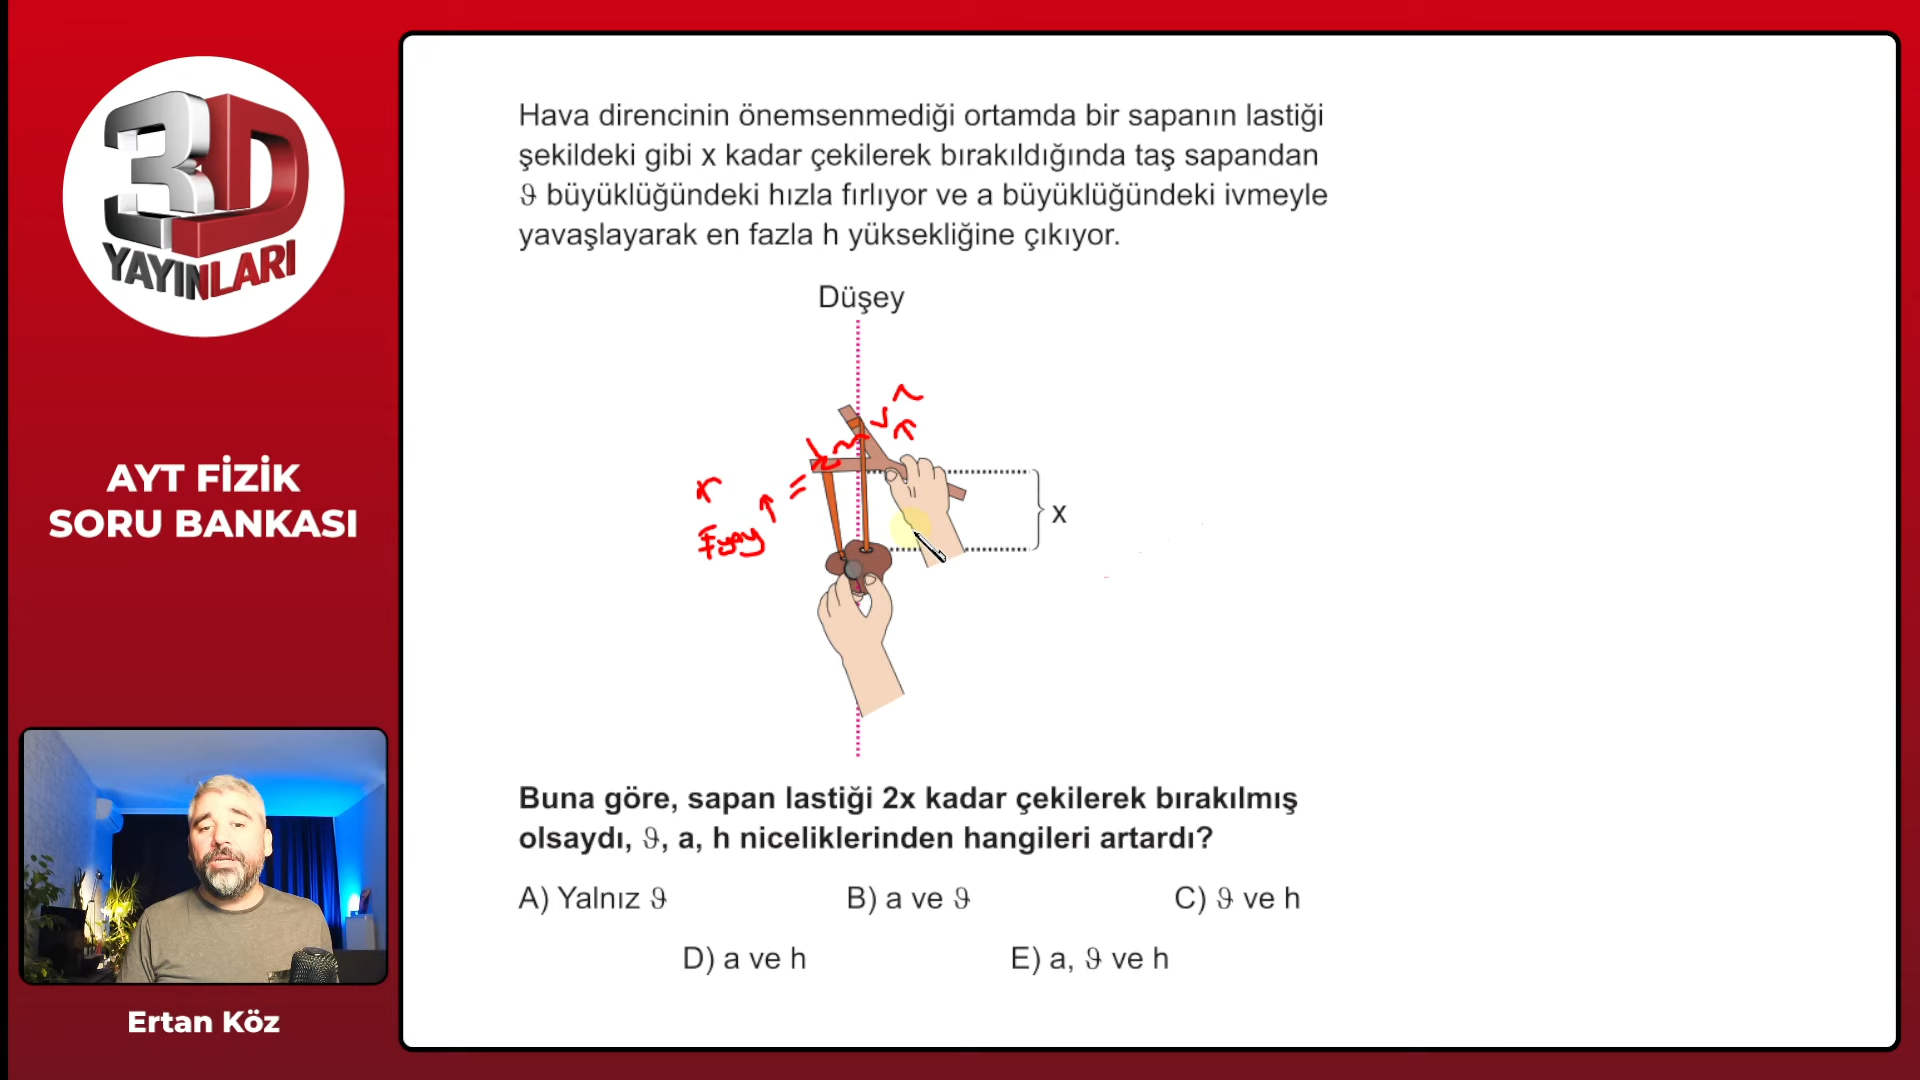 3D
YAYINLARI
AYT FİZİK
SORU BANKASI
Ertan Köz
Hava direncinin önemsenmediği ortamda bir sapanın lastiği
şekildeki gibi x kadar çekilerek bırakıldığında taş sapandan
ϑ büyüklüğündeki hızla fırlıyor ve a büyüklüğündeki ivmeyle
yavaşlayarak en fazla h yüksekliğine çıkıyor.
Düşey
x
Fyay ↑
Buna göre, sapan lastiği 2x kadar çekilerek bırakılmış
olsaydı, ϑ, a, h niceliklerinden hangileri artardı?
A) Yalnız ϑ
B) a ve ϑ
C) ϑ ve h
D) a ve h
E) a, ϑ ve h